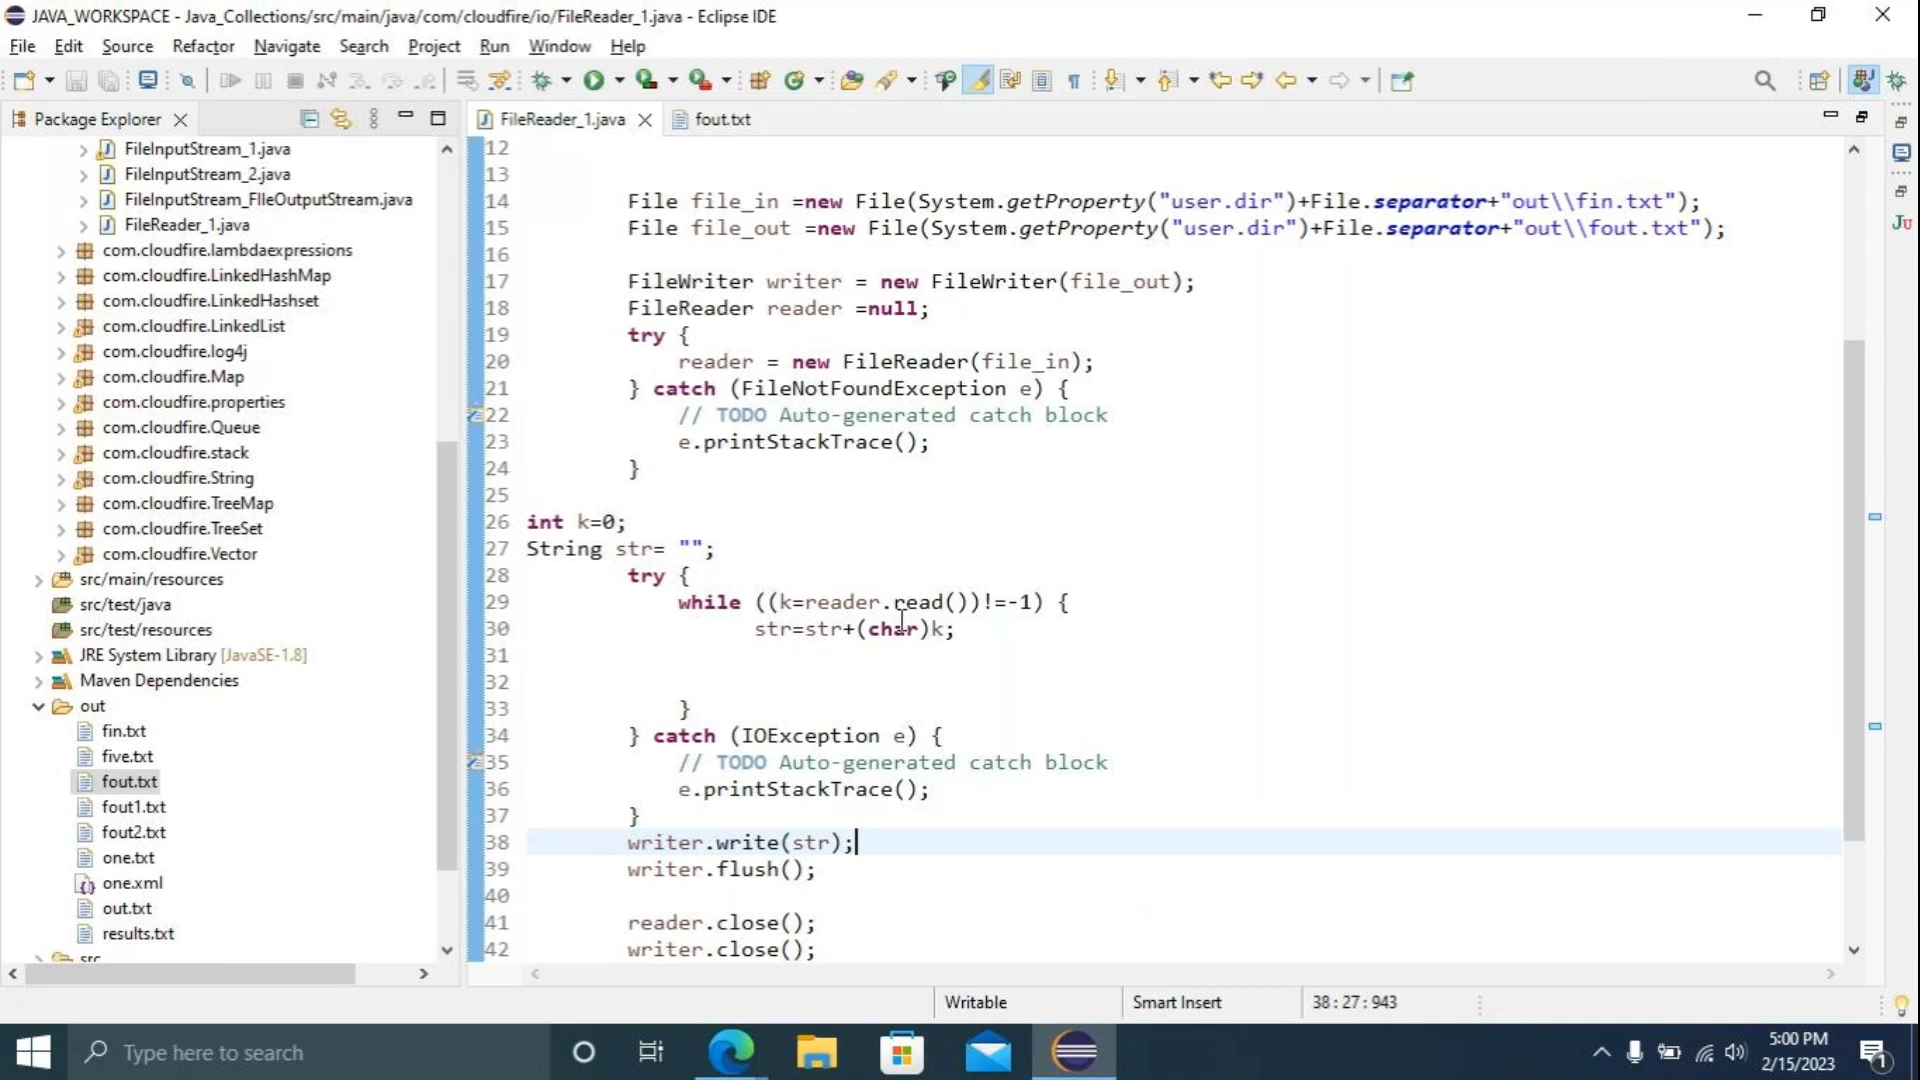 JAVA_WORKSPACE - Java_Collections/src/main/java/com/cloudfire/io/FileReader_1.java - Eclipse IDE
File Edit Source Refactor Navigate Search Project Run Window Help
Package Explorer
FileInputStream_1.java
FileInputStream_2.java
FileInputStream_FIleOutputStream.java
FileReader_1.java
com.cloudfire.lambdaexpressions
com.cloudfire.LinkedHashMap
com.cloudfire.LinkedHashset
com.cloudfire.LinkedList
com.cloudfire.log4j
com.cloudfire.Map
com.cloudfire.properties
com.cloudfire.Queue
com.cloudfire.stack
com.cloudfire.String
com.cloudfire.TreeMap
com.cloudfire.TreeSet
com.cloudfire.Vector
src/main/resources
src/test/java
src/test/resources
JRE System Library [JavaSE-1.8]
Maven Dependencies
out
fin.txt
five.txt
fout.txt
fout1.txt
fout2.txt
one.txt
one.xml
out.txt
results.txt
src
FileReader_1.java fout.txt
12
13
14 File file_in =new File(System.getProperty("user.dir")+File.separator+"out\\fin.txt");
15 File file_out =new File(System.getProperty("user.dir")+File.separator+"out\\fout.txt");
16
17 FileWriter writer = new FileWriter(file_out);
18 FileReader reader =null;
19 try {
20 reader = new FileReader(file_in);
21 } catch (FileNotFoundException e) {
22 // TODO Auto-generated catch block
23 e.printStackTrace();
24 }
25
26 int k=0;
27 String str= "";
28 try {
29 while ((k=reader.read())!=-1) {
30 str=str+(char)k;
31
32
33 }
34 } catch (IOException e) {
35 // TODO Auto-generated catch block
36 e.printStackTrace();
37 }
38 writer.write(str);
39 writer.flush();
40
41 reader.close();
42 writer.close();
Ju
Writable Smart Insert 38 : 27 : 943
Type here to search
5:00 PM
2/15/2023
1